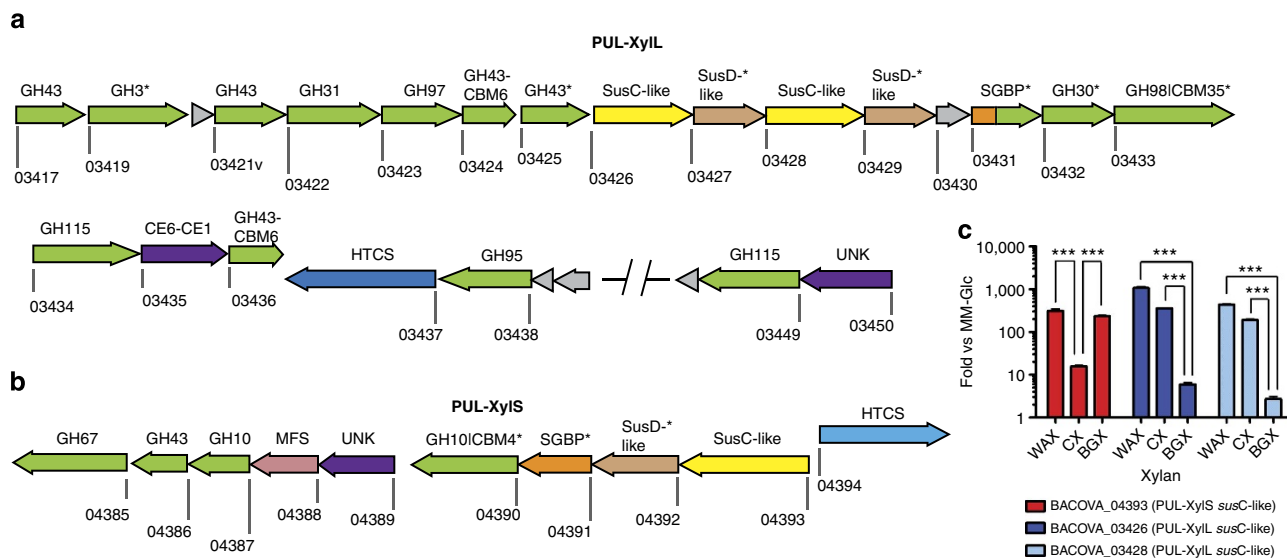 a
PUL-XylL
GH43 GH3* GH43 GH31 GH97 GH43-CBM6 GH43* SusC-like SusD-*like SusC-like SusD-*like SGBP* GH30* GH98|CBM35*
03417 03419 03421v 03422 03423 03424 03425 03426 03427 03428 03429 03430 03431 03432 03433
GH115 CE6-CE1 GH43-CBM6 HTCS GH95 GH115 UNK
03434 03435 03436 03437 03438 03449 03450
b
PUL-XylS
GH67 GH43 GH10 MFS UNK GH10|CBM4* SGBP* SusD-*like SusC-like HTCS
04385 04386 04387 04388 04389 04390 04391 04392 04393 04394
c
Fold vs MM-Glc
10,000
1,000
100
10
1
*** ***
***
***
***
***
WAX CX BGX WAX CX BGX WAX CX BGX
Xylan
BACOVA_04393 (PUL-XylS susC-like)
BACOVA_03426 (PUL-XylL susC-like)
BACOVA_03428 (PUL-XylL susC-like)